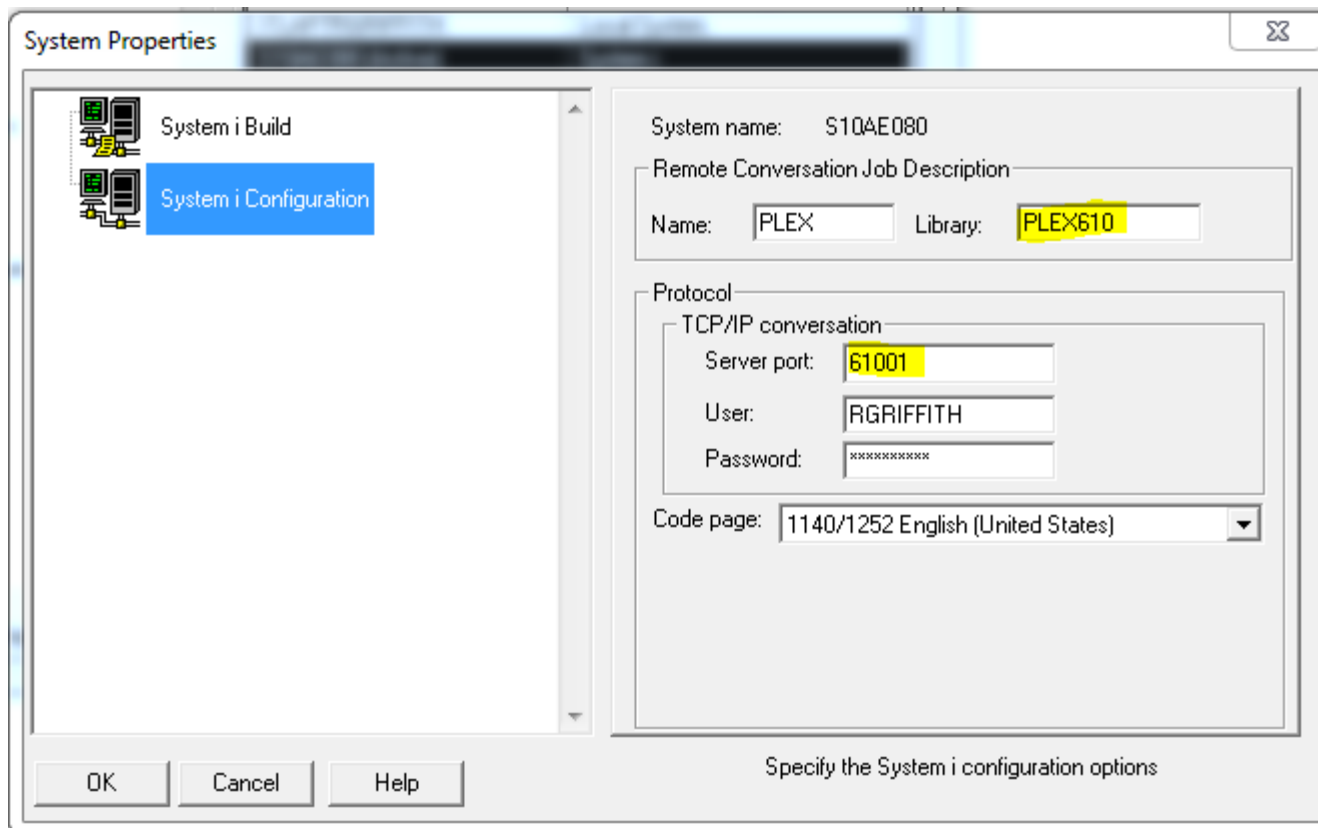 System Properties
System i Build
System i Configuration
System name: S10AE080
Remote Conversation Job Description
Name: PLEX Library: PLEX610
Protocol
TCP/IP conversation
Server port: 61001
User: RGRIFFITH
Password: **********
Code page: 1140/1252 English (United States)
OK Cancel Help
Specify the System i configuration options